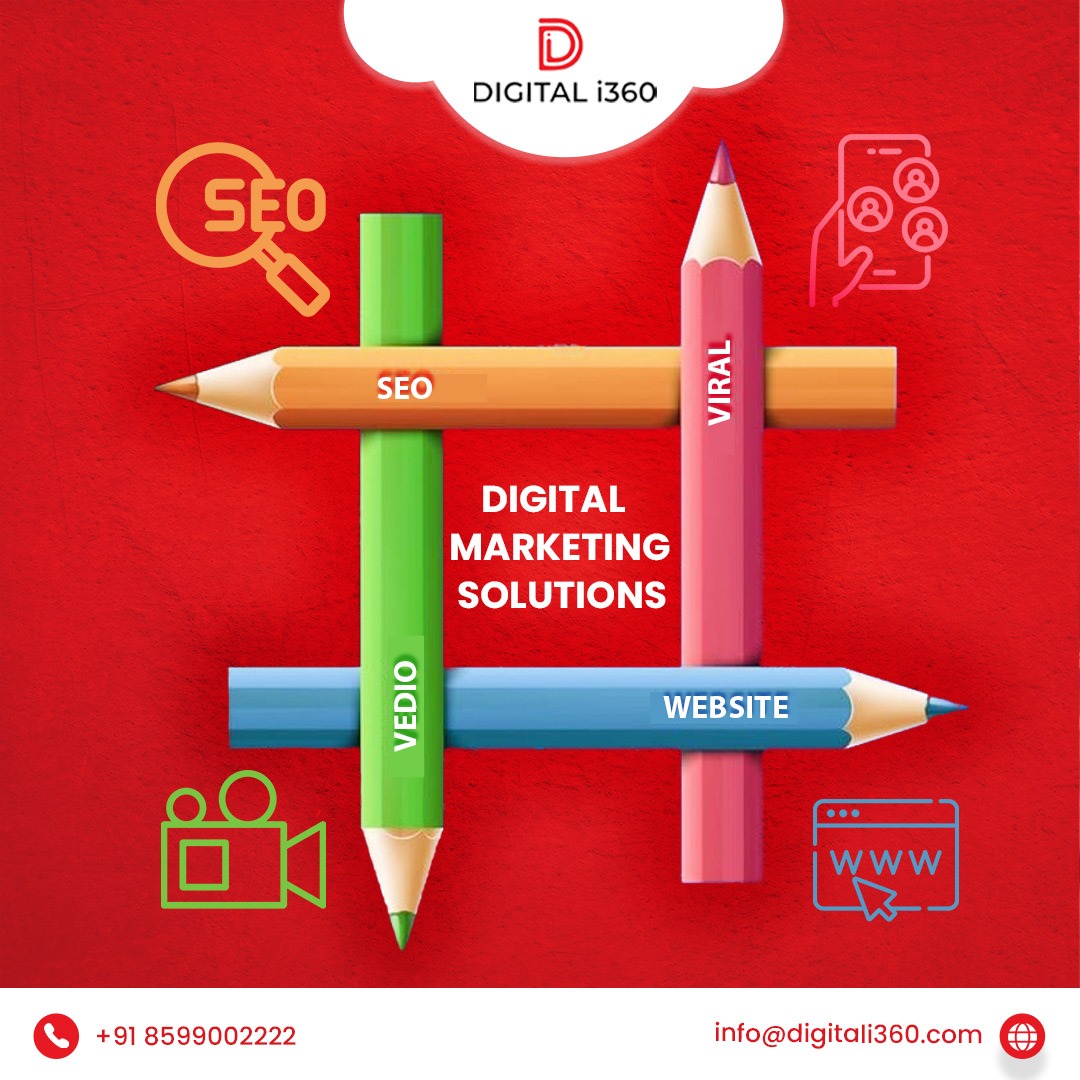 DIGITAL i360
SEO
SEO
VIRAL
DIGITAL
MARKETING
SOLUTIONS
VEDIO
WEBSITE
WWW
+91 8599002222
info@digitali360.com